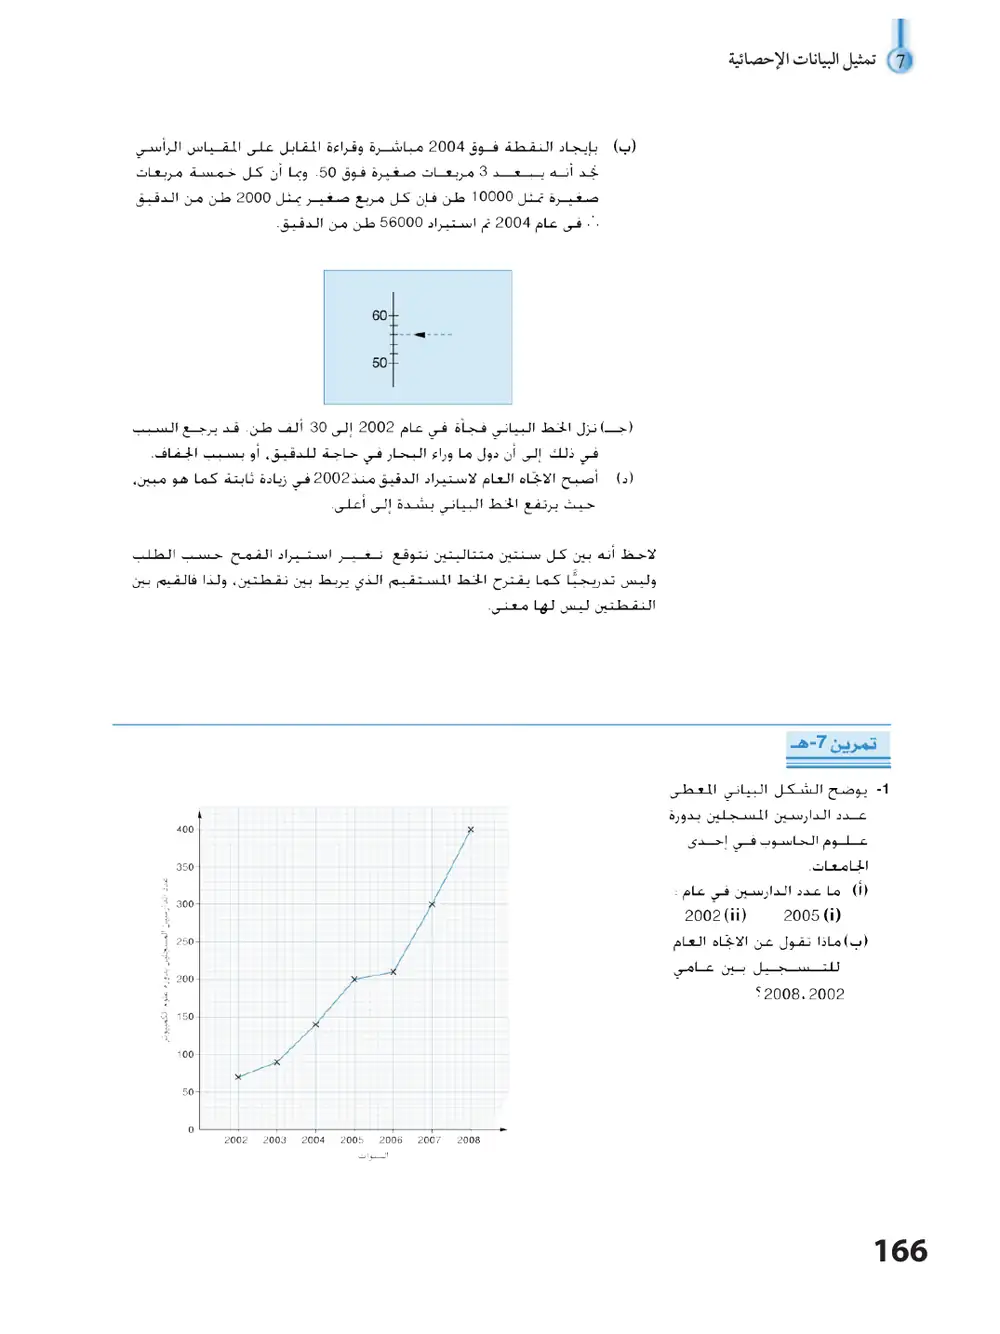 7 تمثيل البيانات الإحصائية
(ب) بإيجاد النقطة فوق 2004 مباشرة وقراءة المقابل على المقياس الرأسي
نجد أنه يبعد 3 مربعات صغيرة فوق 50. وبما أن كل خمسة مربعات
صغيرة تمثل 10000 طن فإن كل مربع صغير يمثل 2000 طن من الدقيق
∴ فى عام 2004 تم استيراد 56000 طن من الدقيق.
60
50
(جـ) نزل الخط البياني فجأة في عام 2002 إلى 30 ألف طن. قد يرجع السبب
في ذلك إلى أن دول ما وراء البحار في حاجة للدقيق، أو بسبب الجفاف.
(د) أصبح الاتجاه العام لاستيراد الدقيق منذ 2002 في زيادة ثابتة كما هو مبين،
حيث يرتفع الخط البياني بشدة إلى أعلى.
لاحظ أنه بين كل سنتين متتاليتين نتوقع تغيير استيراد القمح حسب الطلب
وليس تدريجيًّا كما يقترح الخط المستقيم الذي يربط بين نقطتين، ولذا فالقيم بين
النقطتين ليس لها معنى.
تمرين 7-هـ
1- يوضح الشكل البياني المعطى
عدد الدارسين المسجلين بدورة
علوم الحاسوب في إحدى
الجامعات.
(أ) ما عدد الدارسين في عام :
(i) 2005 (ii) 2002
(ب) ماذا تقول عن الاتجاه العام
للتسجيل بين عامي
2002، 2008 ؟
400
350
300
250
200
150
100
50
0
2002 2003 2004 2005 2006 2007 2008
السنوات
166